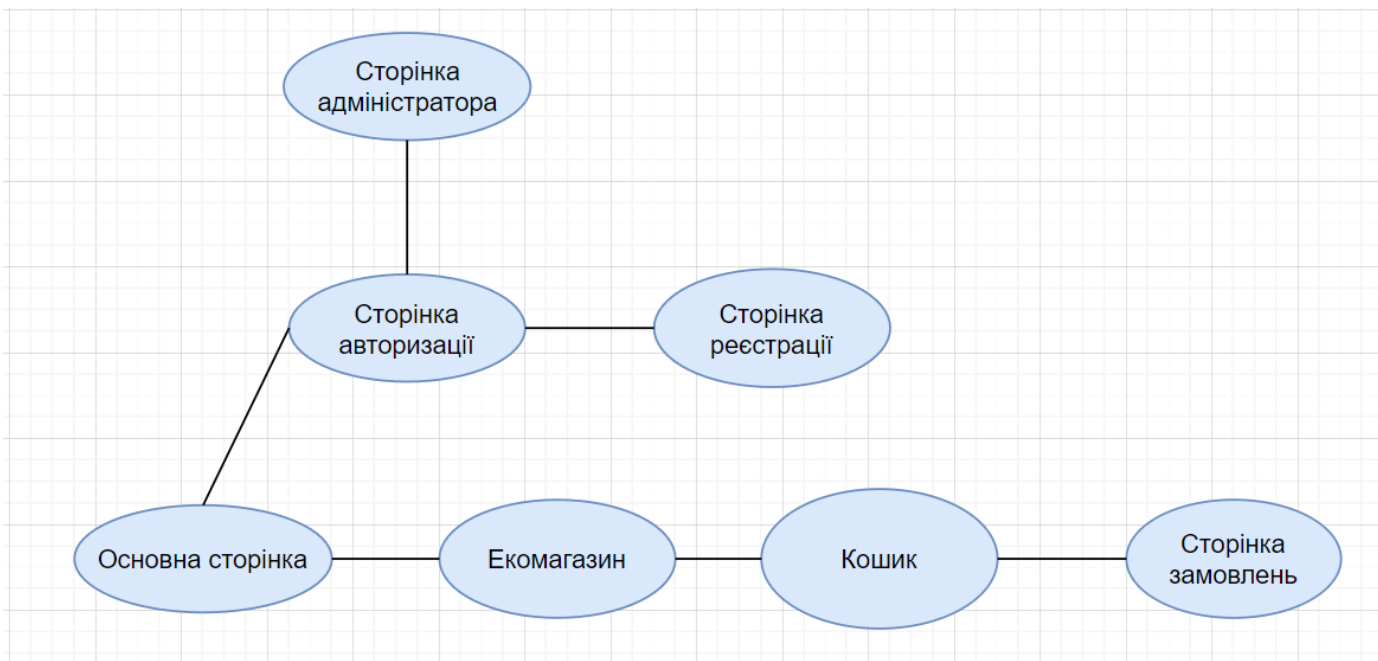 Сторінка
адміністратора
Сторінка
авторизації
Сторінка
реєстрації
Основна сторінка
Екомагазин
Кошик
Сторінка
замовлень